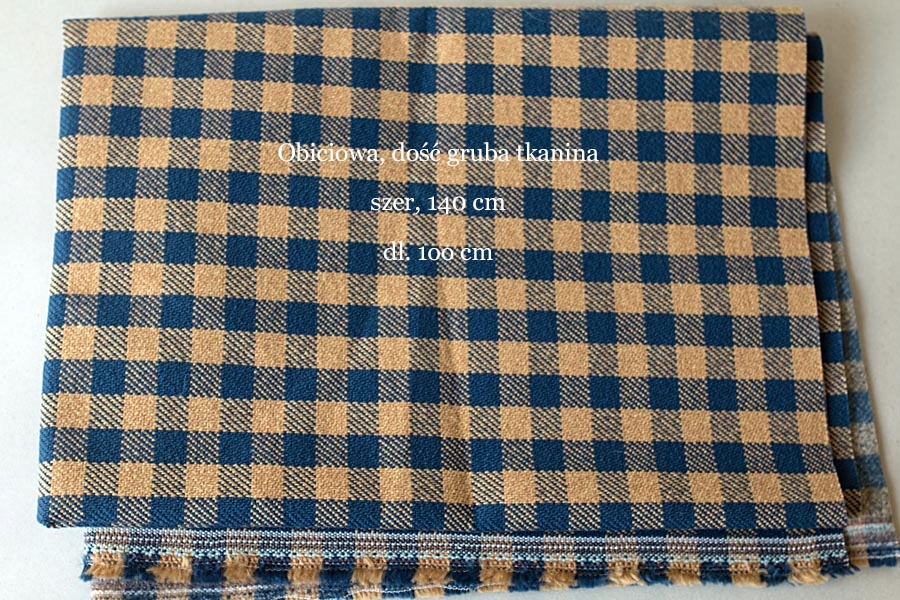 Obiciowa, dość gruba tkanina
szer, 140 cm
dł. 100 cm